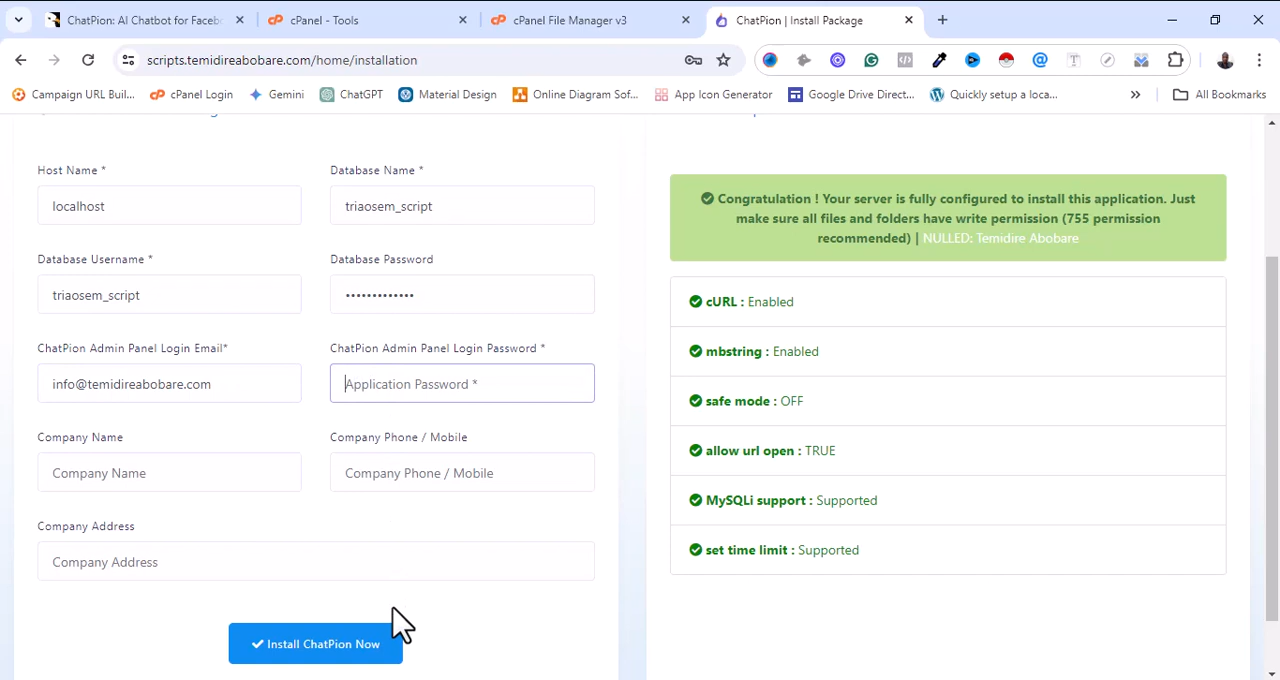 ChatPion: AI Chatbot for Facebo
cPanel - Tools
cPanel File Manager v3
ChatPion | Install Package
scripts.temidireabobare.com/home/installation
Campaign URL Buil...
cPanel Login
Gemini
ChatGPT
Material Design
Online Diagram Sof...
App Icon Generator
Google Drive Direct...
Quickly setup a loca...
All Bookmarks
Host Name *
Database Name *
localhost
triaosem_script
Database Username *
Database Password
triaosem_script
•••••••••••••
ChatPion Admin Panel Login Email*
ChatPion Admin Panel Login Password *
info@temidireabobare.com
Application Password *
Company Name
Company Phone / Mobile
Company Name
Company Phone / Mobile
Company Address
Company Address
Install ChatPion Now
Congratulation ! Your server is fully configured to install this application. Just
make sure all files and folders have write permission (755 permission
recommended) | NULLED: Temidire Abobare
cURL : Enabled
mbstring : Enabled
safe mode : OFF
allow url open : TRUE
MySQLi support : Supported
set time limit : Supported